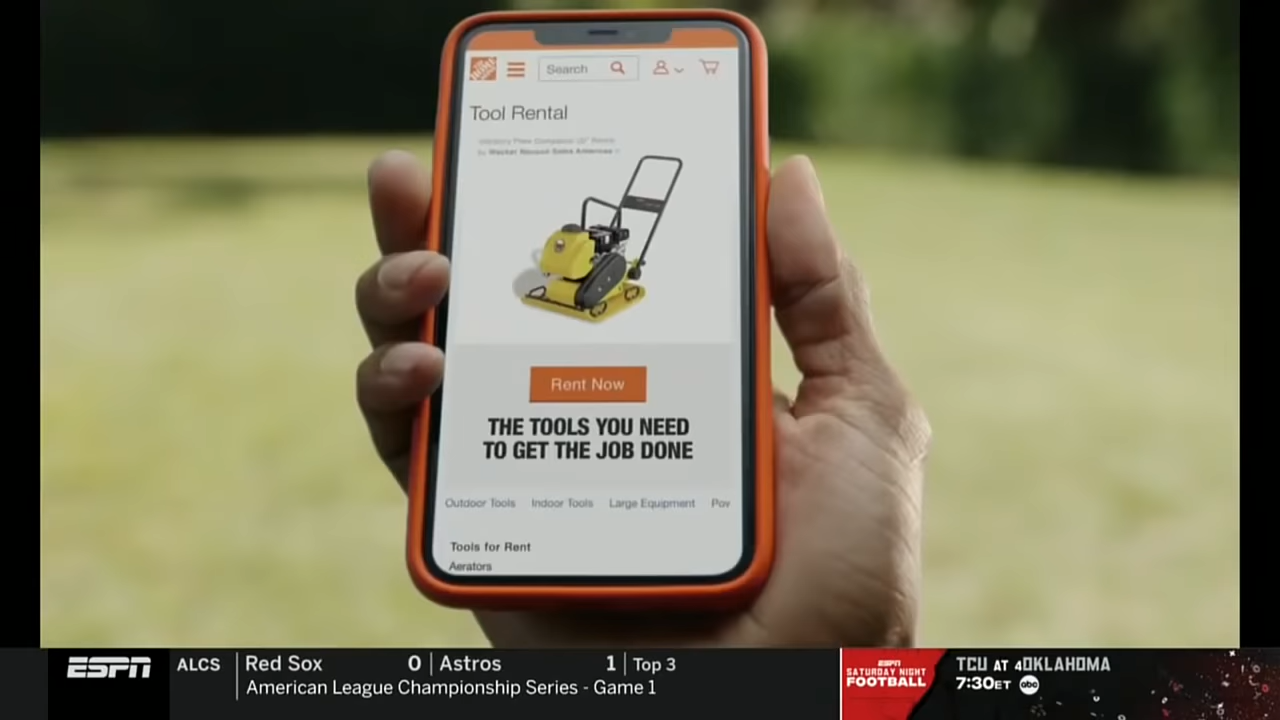 Search
Tool Rental
Rent Now
THE TOOLS YOU NEED
TO GET THE JOB DONE
Outdoor Tools Indoor Tools Large Equipment Pow
Tools for Rent
Aerators
ESPN
ALCS
Red Sox 0 Astros 1 Top 3
American League Championship Series - Game 1
ESPN
SATURDAY NIGHT
FOOTBALL
TCU AT 4OKLAHOMA
7:30ET abc